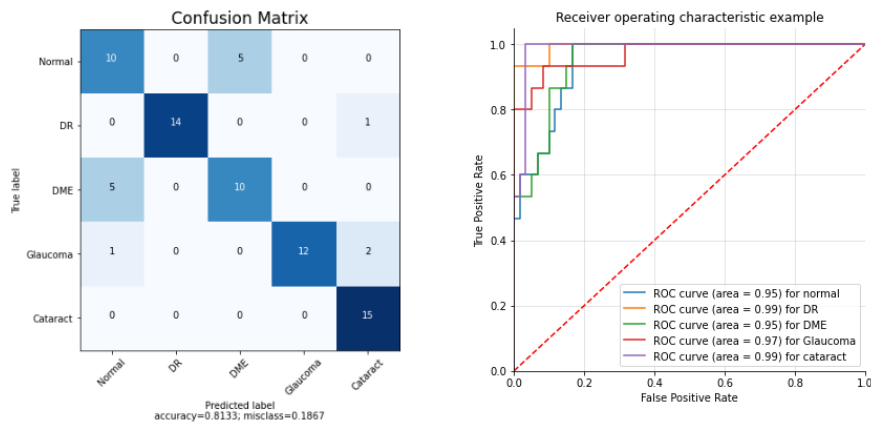 Confusion Matrix
True label
Normal 10 0 5 0 0
DR 0 14 0 0 1
DME 5 0 10 0 0
Glaucoma 1 0 0 12 2
Cataract 0 0 0 0 15
Normal DR DME Glaucoma Cataract
Predicted label
accuracy=0.8133; misclass=0.1867
Receiver operating characteristic example
True Positive Rate
1.0
0.8
0.6
0.4
0.2
0.0
ROC curve (area = 0.95) for normal
ROC curve (area = 0.99) for DR
ROC curve (area = 0.95) for DME
ROC curve (area = 0.97) for Glaucoma
ROC curve (area = 0.99) for cataract
0.0 0.2 0.4 0.6 0.8 1.0
False Positive Rate